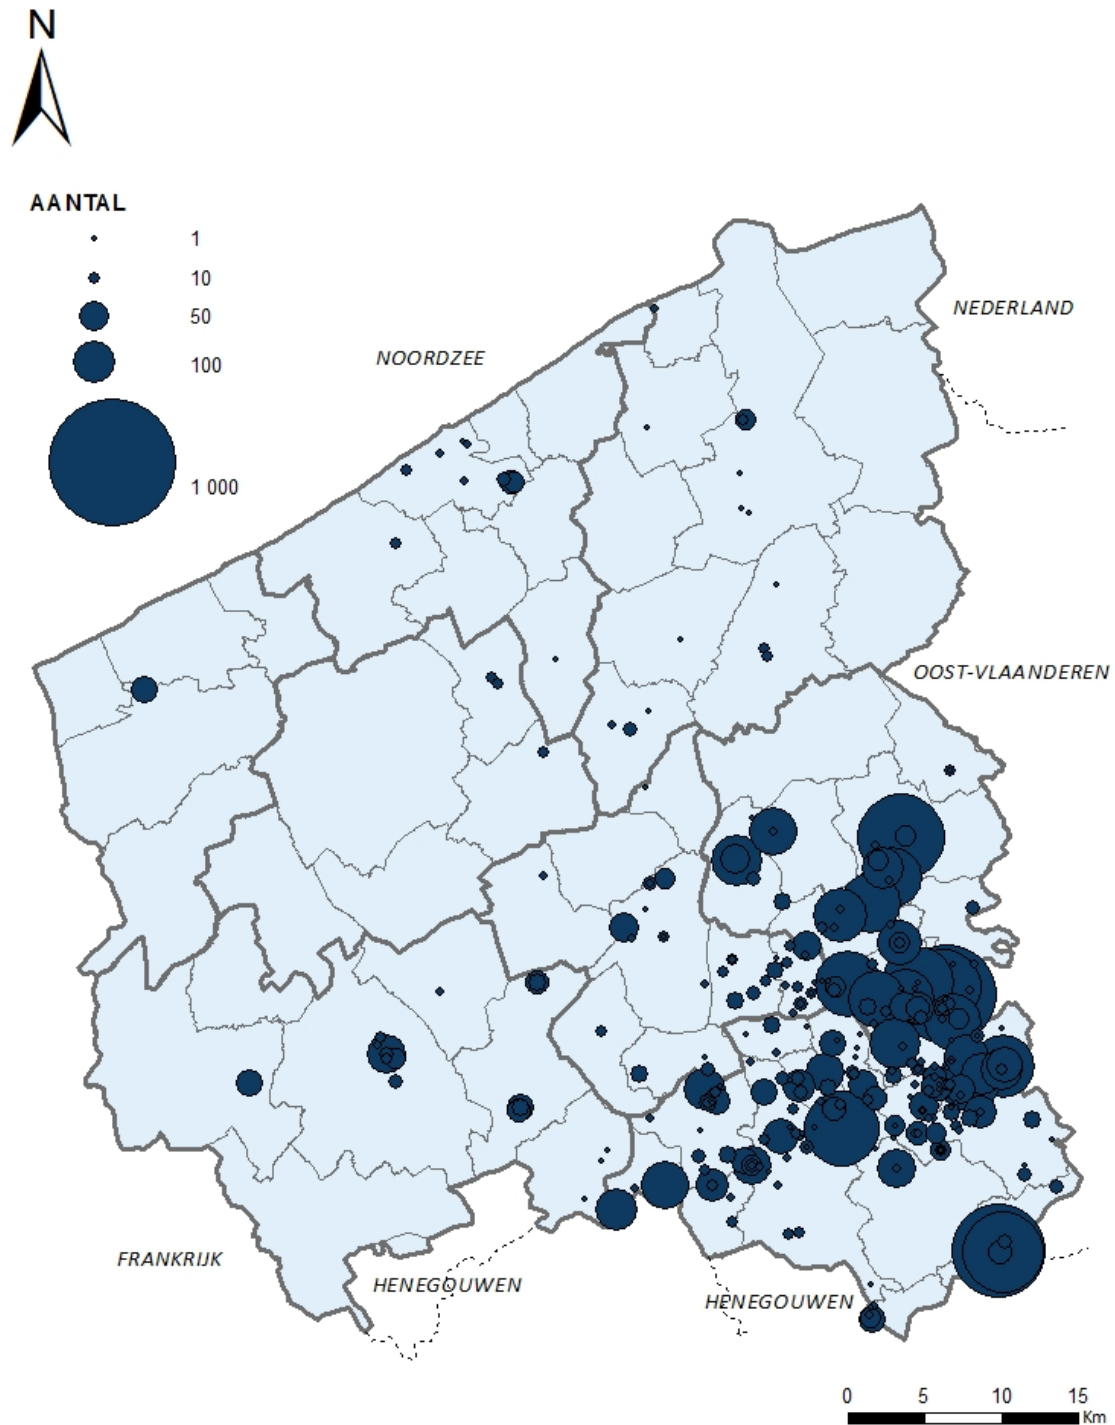 N
AANTAL
1
10
50
100
1 000
NOORDZEE
NEDERLAND
OOST-VLAANDEREN
FRANKRIJK
HENEGOUWEN
HENEGOUWEN
0 5 10 15
Km